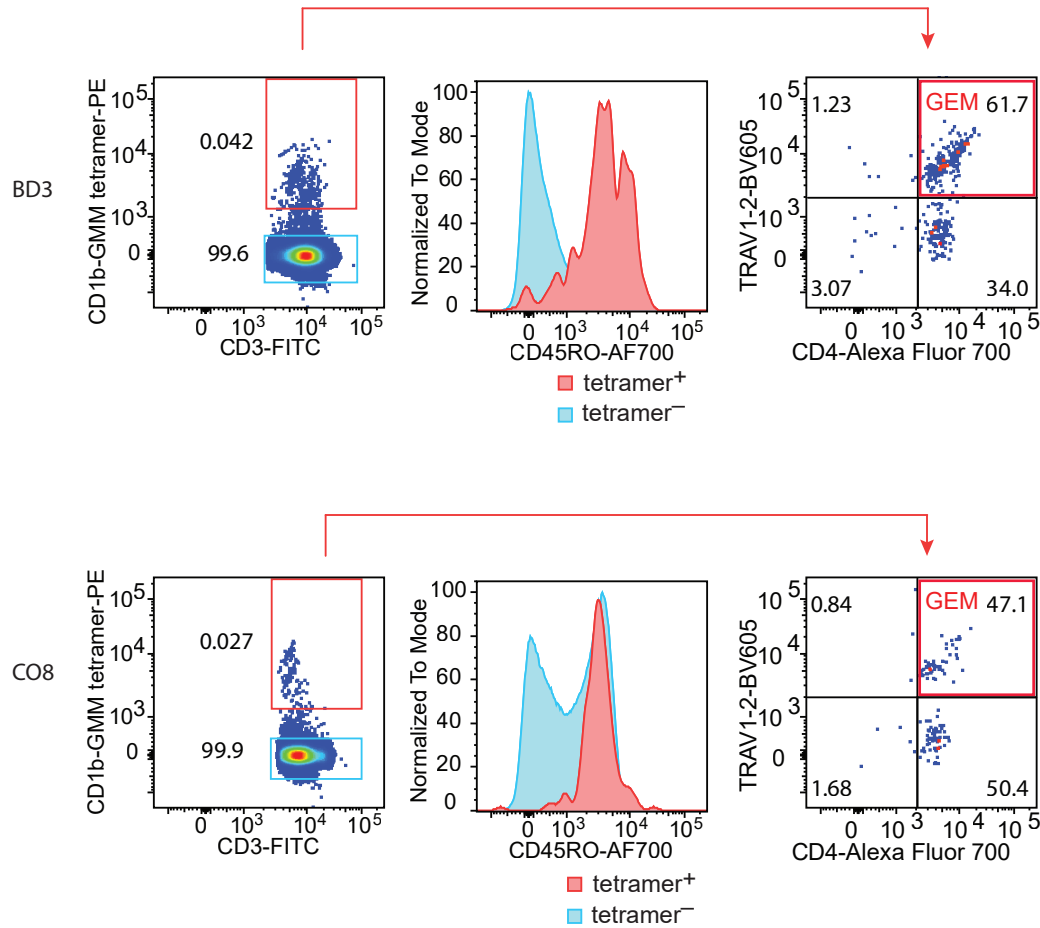 BD3
CD1b-GMM tetramer-PE
10⁵
10⁴
10³
0
0.042
99.6
0 10³ 10⁴ 10⁵
CD3-FITC
Normalized To Mode
100
80
60
40
20
0
0 10³ 10⁴ 10⁵
CD45RO-AF700
tetramer⁺
tetramer⁻
TRAV1-2-BV605
10⁵
10⁴
10³
0
1.23
GEM 61.7
3.07
34.0
0 10³ 10⁴ 10⁵
CD4-Alexa Fluor 700
CO8
CD1b-GMM tetramer-PE
10⁵
10⁴
10³
0
0.027
99.9
0 10³ 10⁴ 10⁵
CD3-FITC
Normalized To Mode
100
80
60
40
20
0
0 10³ 10⁴ 10⁵
CD45RO-AF700
tetramer⁺
tetramer⁻
TRAV1-2-BV605
10⁵
10⁴
10³
0
0.84
GEM 47.1
1.68
50.4
0 10³ 10⁴ 10⁵
CD4-Alexa Fluor 700